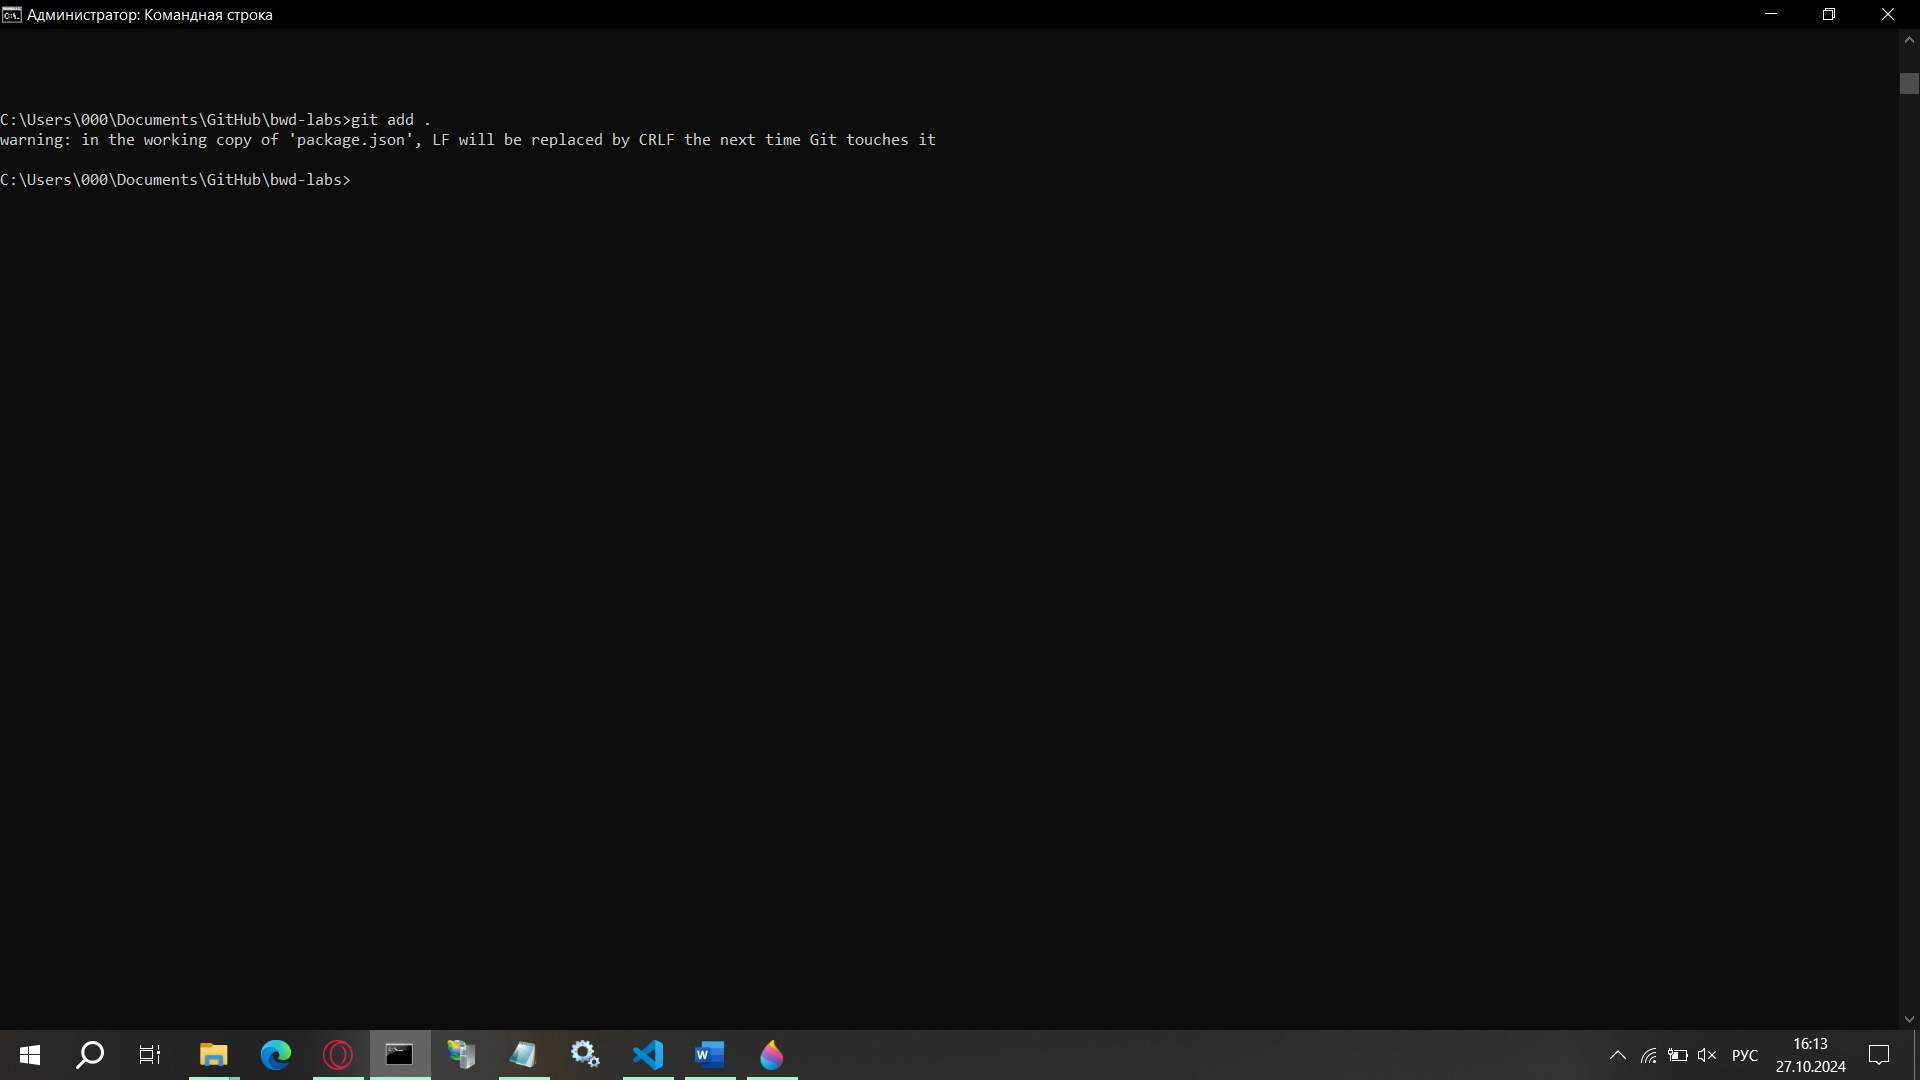 Администратор: Командная строка
C:\Users\000\Documents\GitHub\bwd-labs>git add .
warning: in the working copy of 'package.json', LF will be replaced by CRLF the next time Git touches it
C:\Users\000\Documents\GitHub\bwd-labs>
РУС
16:13
27.10.2024